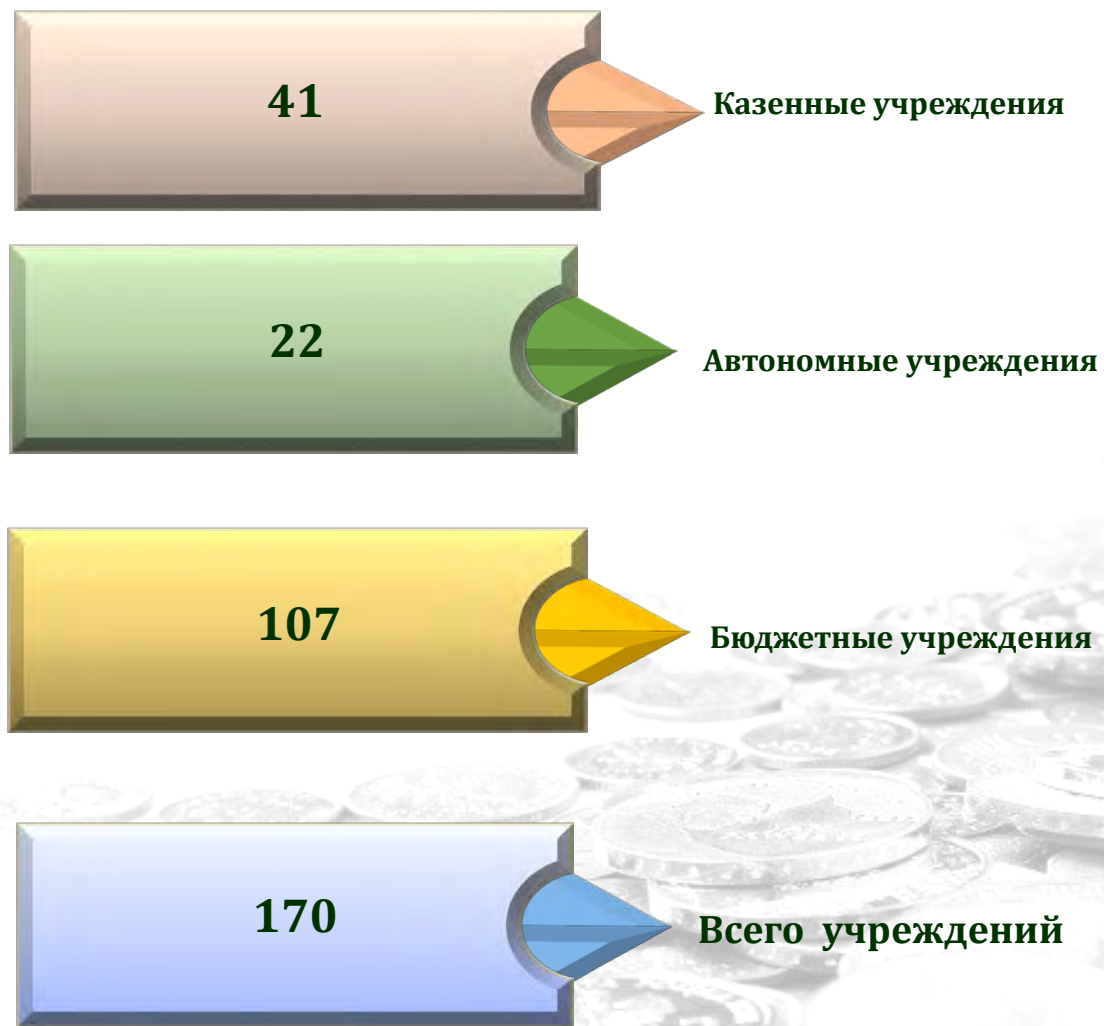 41
Казенные учреждения
22
Автономные учреждения
107
Бюджетные учреждения
170
Всего учреждений